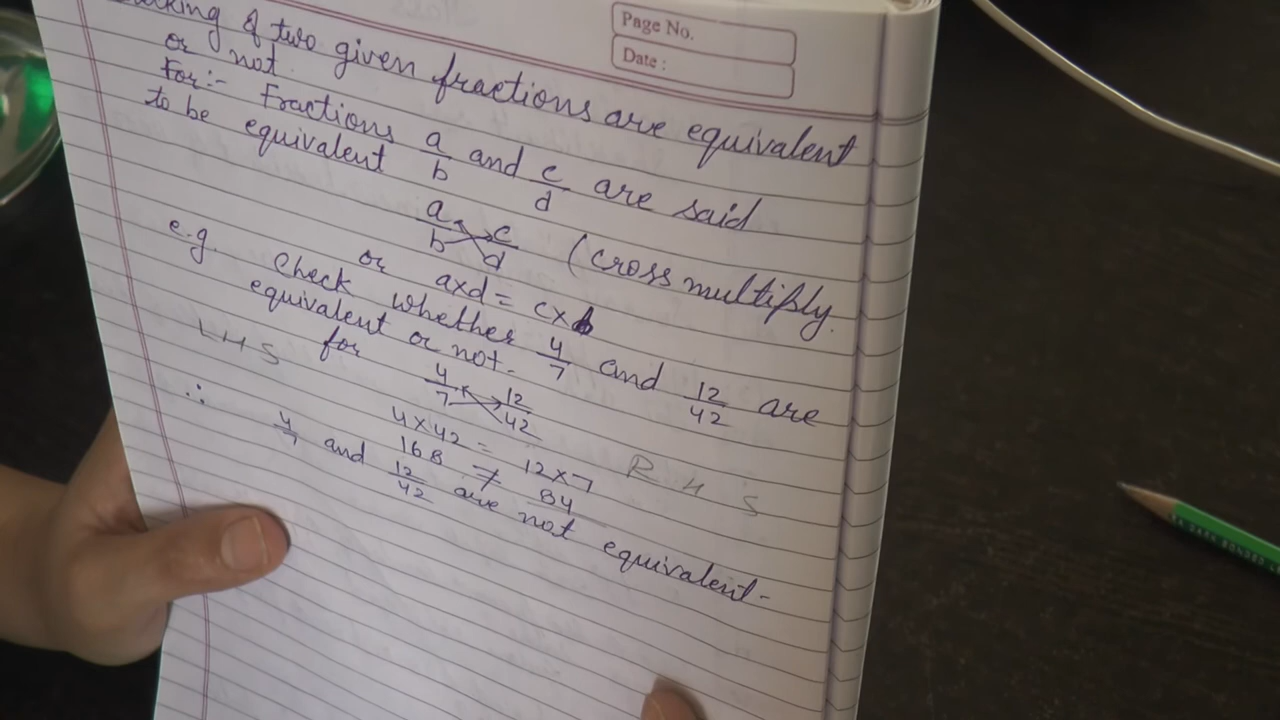 Page No.
Date :
of two given fractions are equivalent
or not.
For:- Fractions a/b and c/d are said
to be equivalent
a/b c/d (cross multiply.
or a×d = c×b
e.g. Check whether 4/7 and 12/42 are
equivalent or not.
for 4/7 12/42
LHS 4×42 = 12×7 RHS
168 ≠ 84
∴ 4/7 and 12/42 are not equivalent.